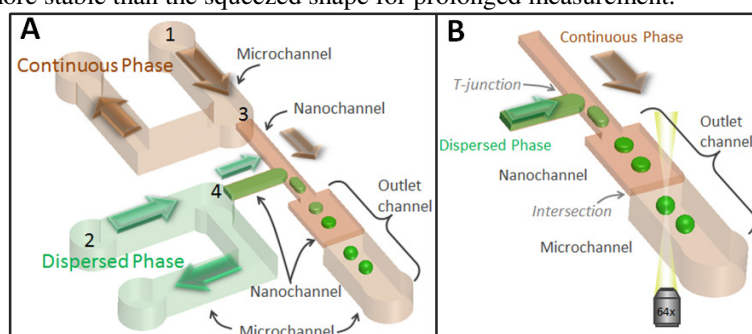 more stable than the squeezed shape for prolonged measurement.
A
1
Continuous Phase
Microchannel
3
Nanochannel
4
2
Dispersed Phase
Outlet
channel
Nanochannel
Microchannel
B
Continuous Phase
T-junction
Dispersed Phase
Outlet
channel
Nanochannel
Intersection
Microchannel
64x